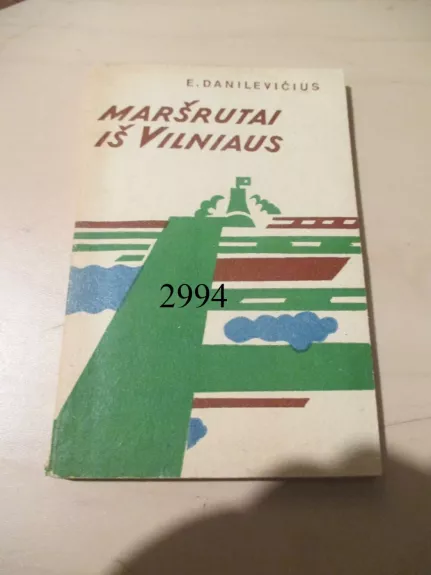 E. DANILEVIČIUS
MARŠRUTAI
IŠ VILNIAUS
2994